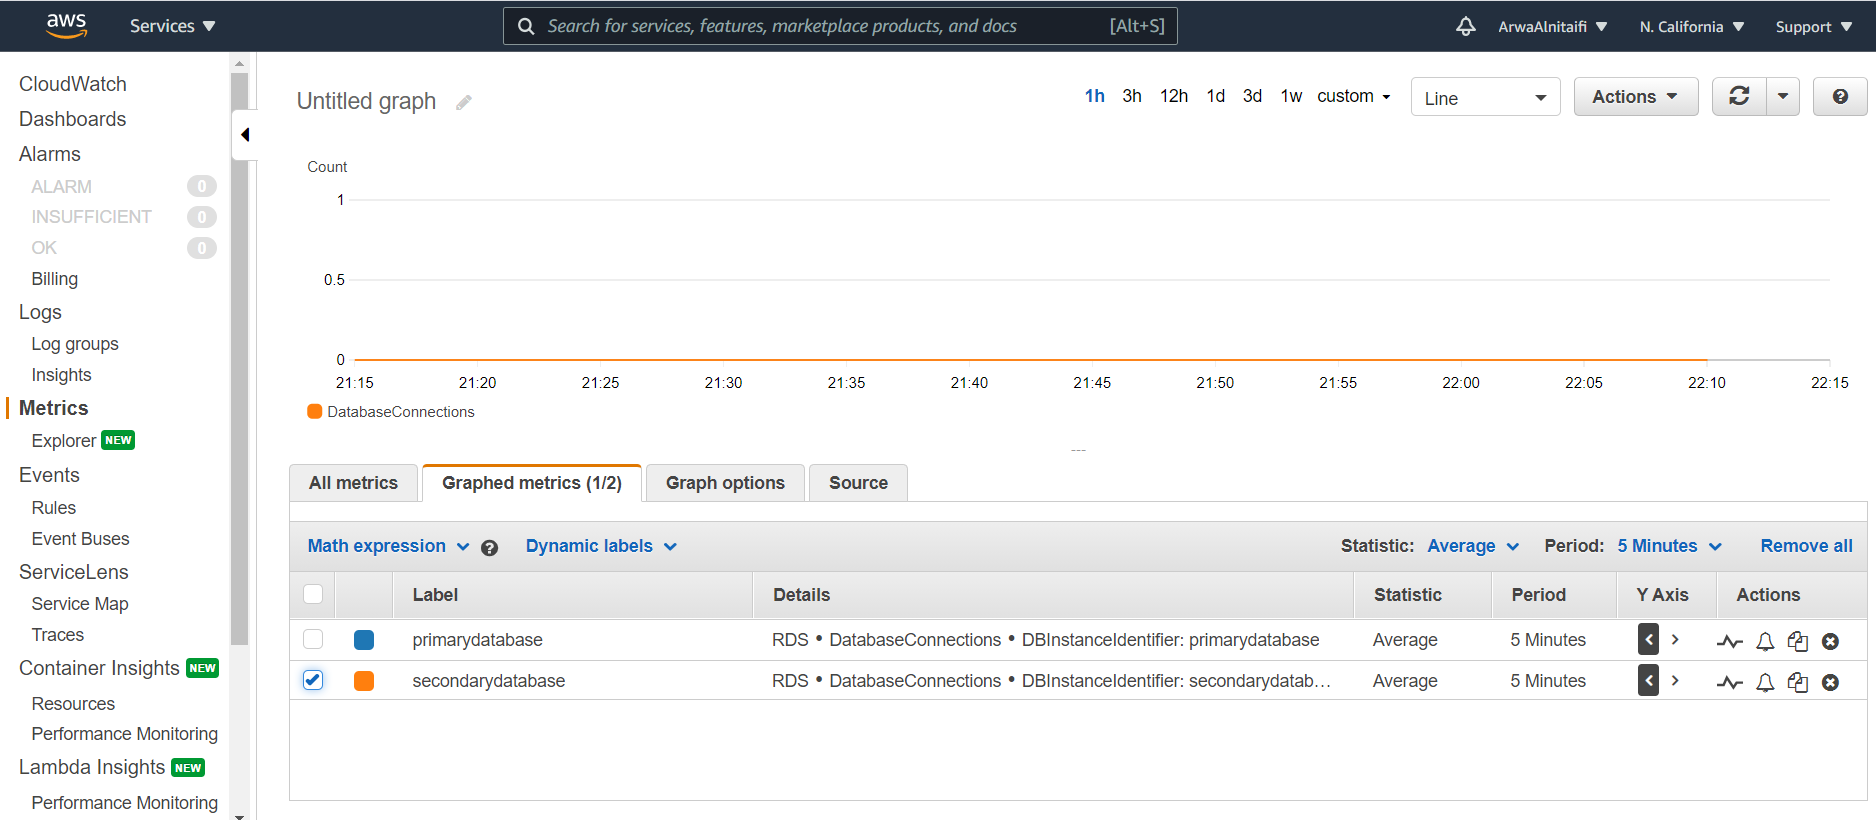 aws Services Search for services, features, marketplace products, and docs [Alt+S] ArwaAlnitaifi N. California Support
CloudWatch
Dashboards
Alarms
ALARM 0
INSUFFICIENT 0
OK 0
Billing
Logs
Log groups
Insights
Metrics
Explorer NEW
Events
Rules
Event Buses
ServiceLens
Service Map
Traces
Container Insights NEW
Resources
Performance Monitoring
Lambda Insights NEW
Performance Monitoring
Untitled graph 1h 3h 12h 1d 3d 1w custom Line Actions ?
Count
1
0.5
0
21:15 21:20 21:25 21:30 21:35 21:40 21:45 21:50 21:55 22:00 22:05 22:10 22:15
DatabaseConnections
All metrics Graphed metrics (1/2) Graph options Source
Math expression ? Dynamic labels Statistic: Average Period: 5 Minutes Remove all
Label Details Statistic Period Y Axis Actions
primarydatabase RDS • DatabaseConnections • DBInstanceIdentifier: primarydatabase Average 5 Minutes < >
secondarydatabase RDS • DatabaseConnections • DBInstanceIdentifier: secondarydatab… Average 5 Minutes < >